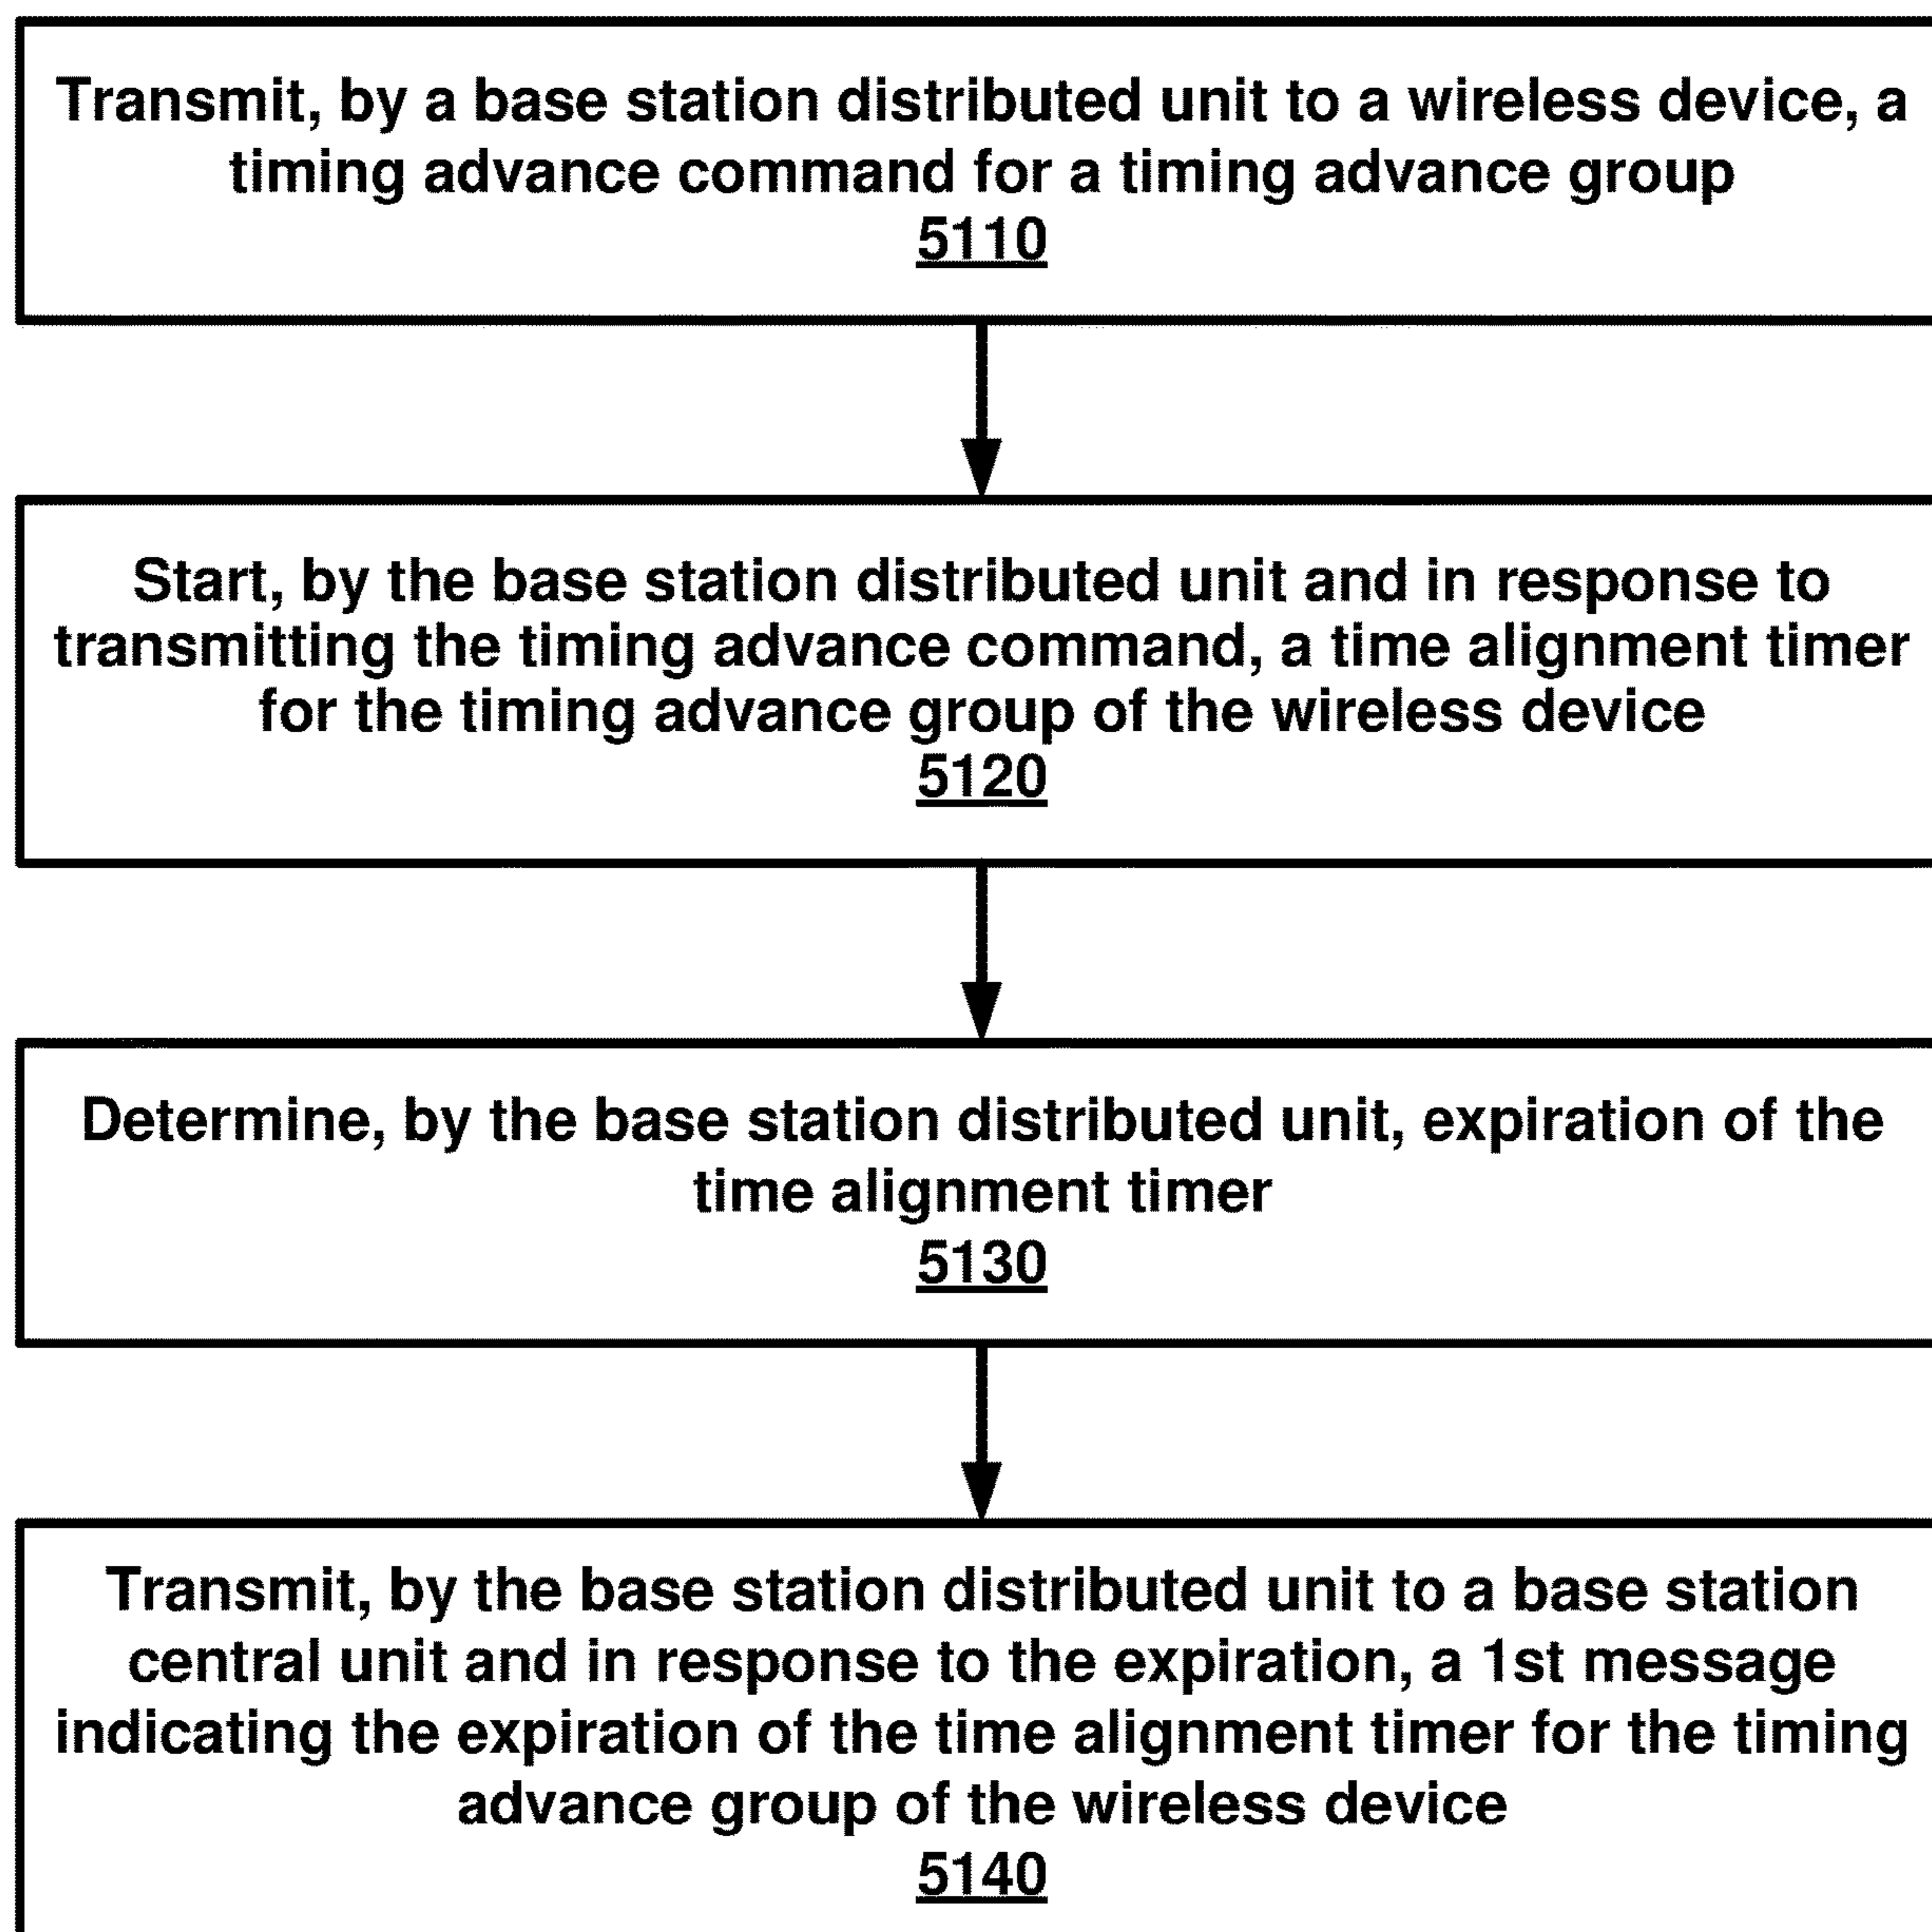 Transmit, by a base station distributed unit to a wireless device, a
timing advance command for a timing advance group
5110
Start, by the base station distributed unit and in response to
transmitting the timing advance command, a time alignment timer
for the timing advance group of the wireless device
5120
Determine, by the base station distributed unit, expiration of the
time alignment timer
5130
Transmit, by the base station distributed unit to a base station
central unit and in response to the expiration, a 1st message
indicating the expiration of the time alignment timer for the timing
advance group of the wireless device
5140